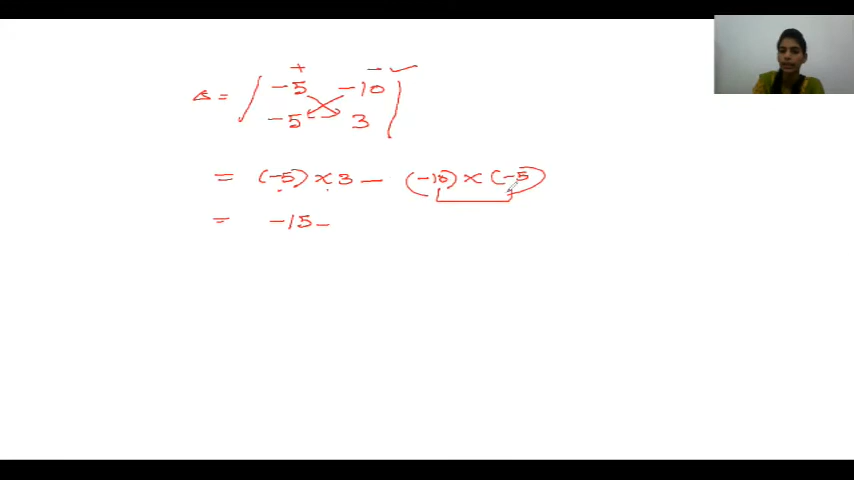 + -
Δ = | -5 -10 |
-5 3
= (-5) × 3 - (-10) × (-5)
= -15 -